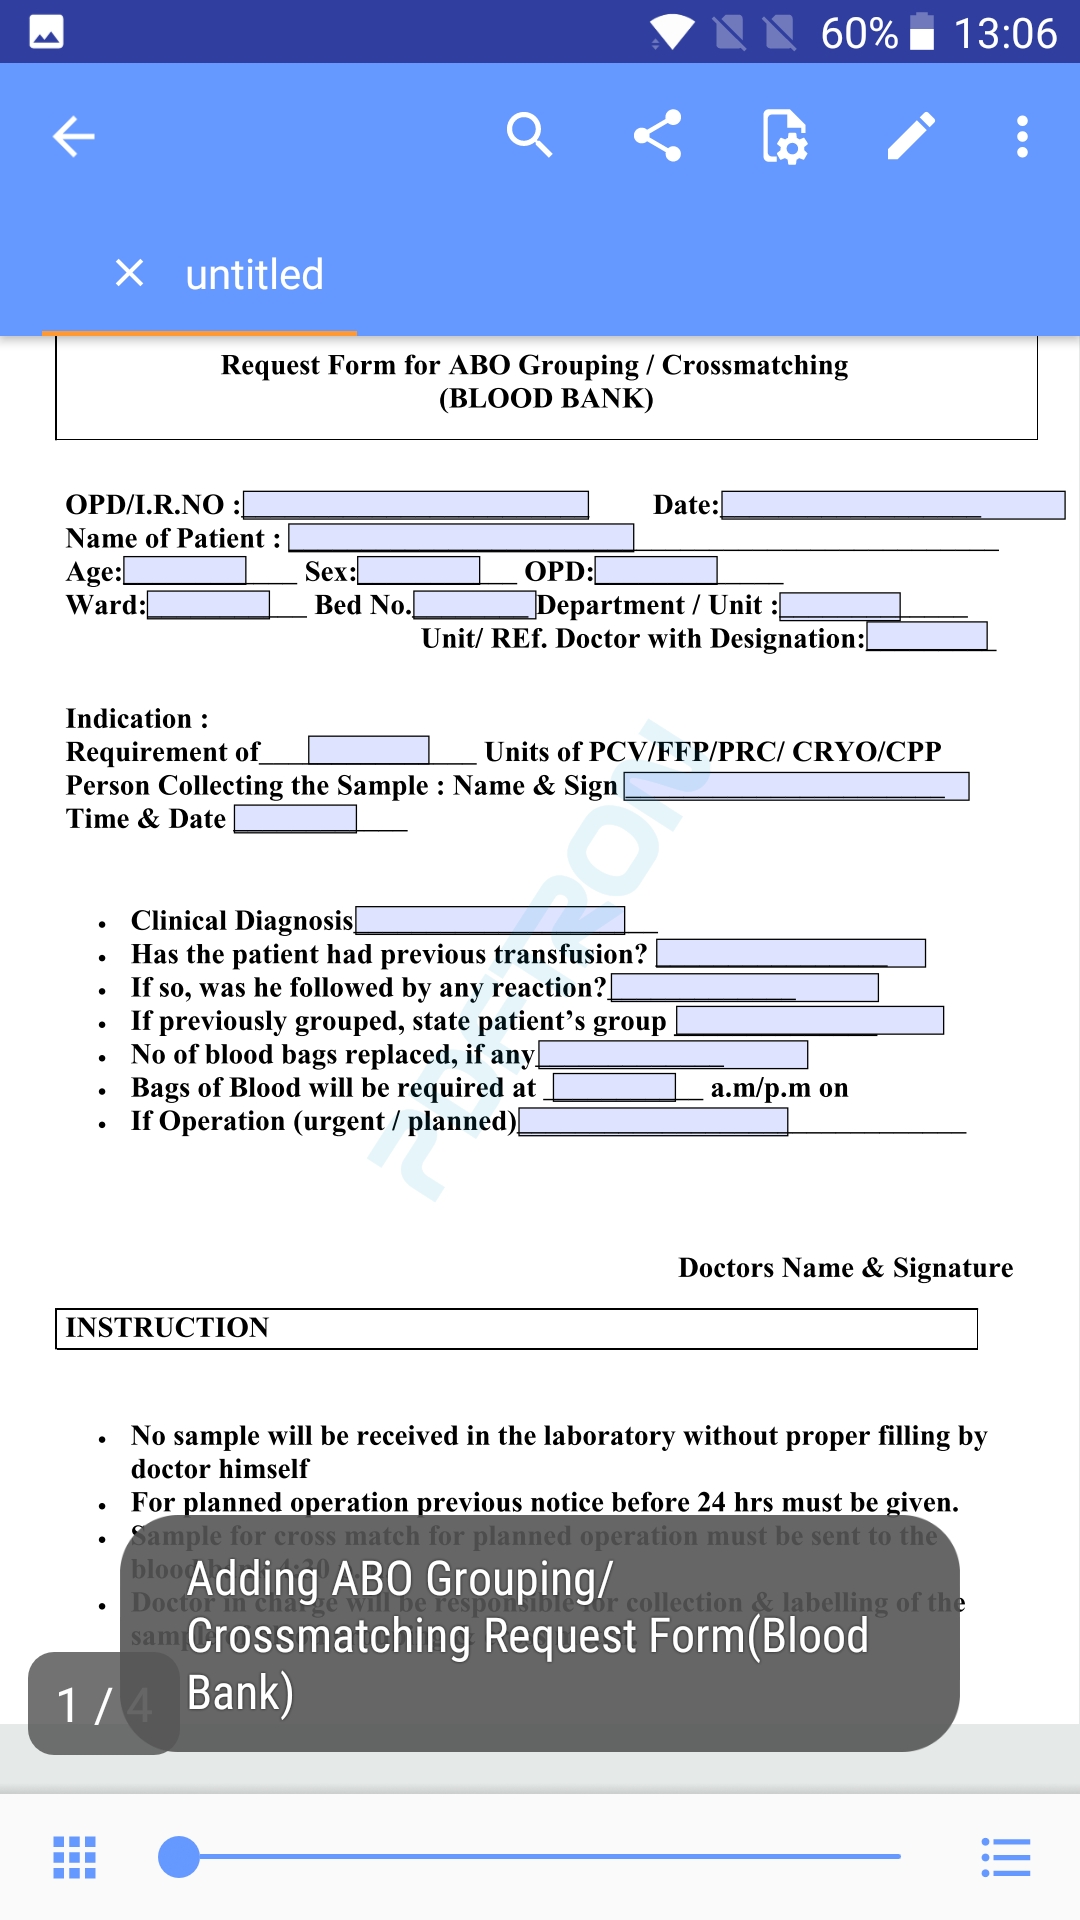 60% 13:06
untitled
Request Form for ABO Grouping / Crossmatching
(BLOOD BANK)
OPD/I.R.NO : Date:
Name of Patient :
Age: Sex: OPD:
Ward: Bed No. Department / Unit :
Unit/ REf. Doctor with Designation:
Indication :
Requirement of Units of PCV/FFP/PRC/ CRYO/CPP
Person Collecting the Sample : Name & Sign
Time & Date
PDFTRON
• Clinical Diagnosis
• Has the patient had previous transfusion?
• If so, was he followed by any reaction?
• If previously grouped, state patient’s group
• No of blood bags replaced, if any
• Bags of Blood will be required at a.m/p.m on
• If Operation (urgent / planned)
Doctors Name & Signature
INSTRUCTION
• No sample will be received in the laboratory without proper filling by
doctor himself
• For planned operation previous notice before 24 hrs must be given.
• Sample for cross match for planned operation must be sent to the
blood
• Doctor in charge will be responsible for collection & labelling of the
Adding ABO Grouping/
Crossmatching Request Form(Blood
Bank)
1 / 4